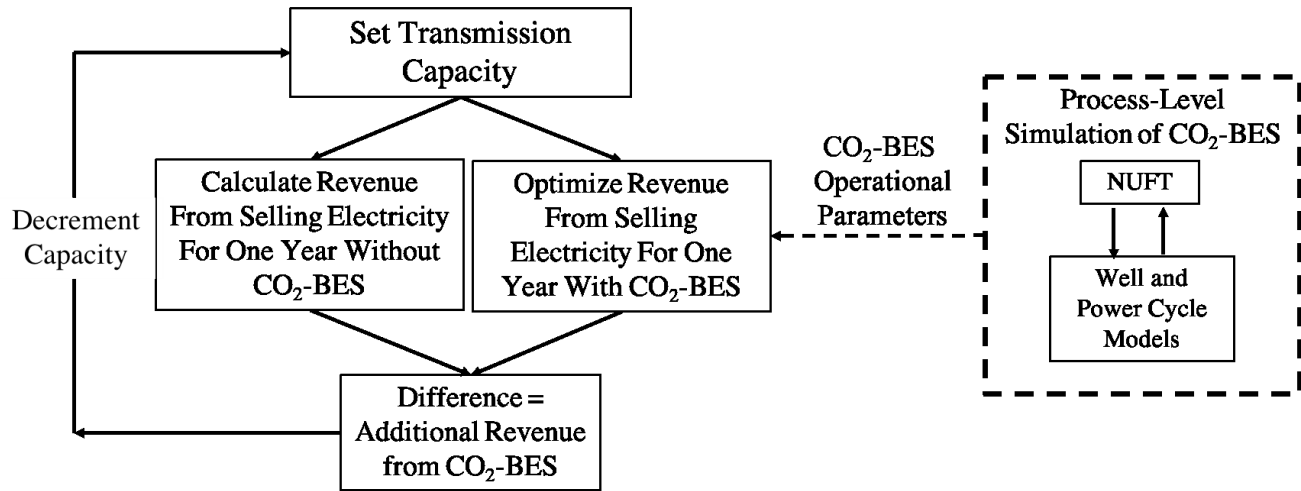 Set Transmission
Capacity
Calculate Revenue
From Selling Electricity
For One Year Without
CO₂-BES
Optimize Revenue
From Selling
Electricity For One
Year With CO₂-BES
Decrement
Capacity
Difference =
Additional Revenue
from CO₂-BES
CO₂-BES
Operational
Parameters
Process-Level
Simulation of CO₂-BES
NUFT
Well and
Power Cycle
Models